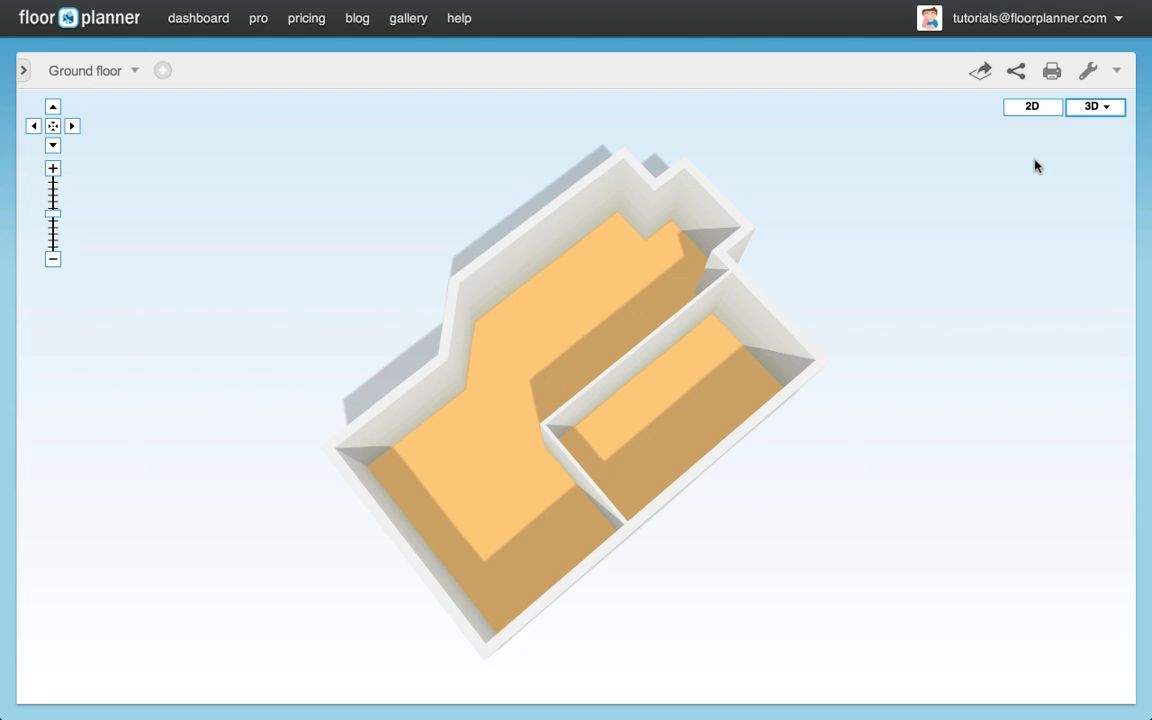 floor planner dashboard pro pricing blog gallery help tutorials@floorplanner.com
Ground floor
2D 3D